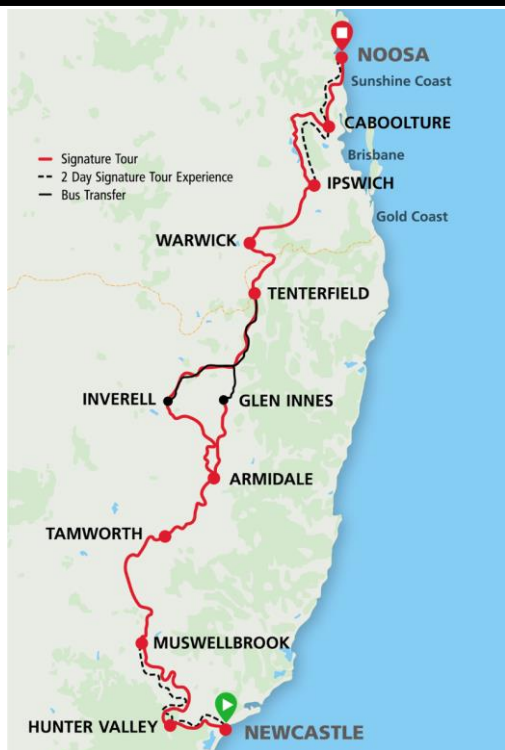 NOOSA
Sunshine Coast
CABOOLTURE
Brisbane
Signature Tour
2 Day Signature Tour Experience
Bus Transfer
IPSWICH
Gold Coast
WARWICK
TENTERFIELD
INVERELL
GLEN INNES
ARMIDALE
TAMWORTH
MUSWELLBROOK
HUNTER VALLEY
NEWCASTLE